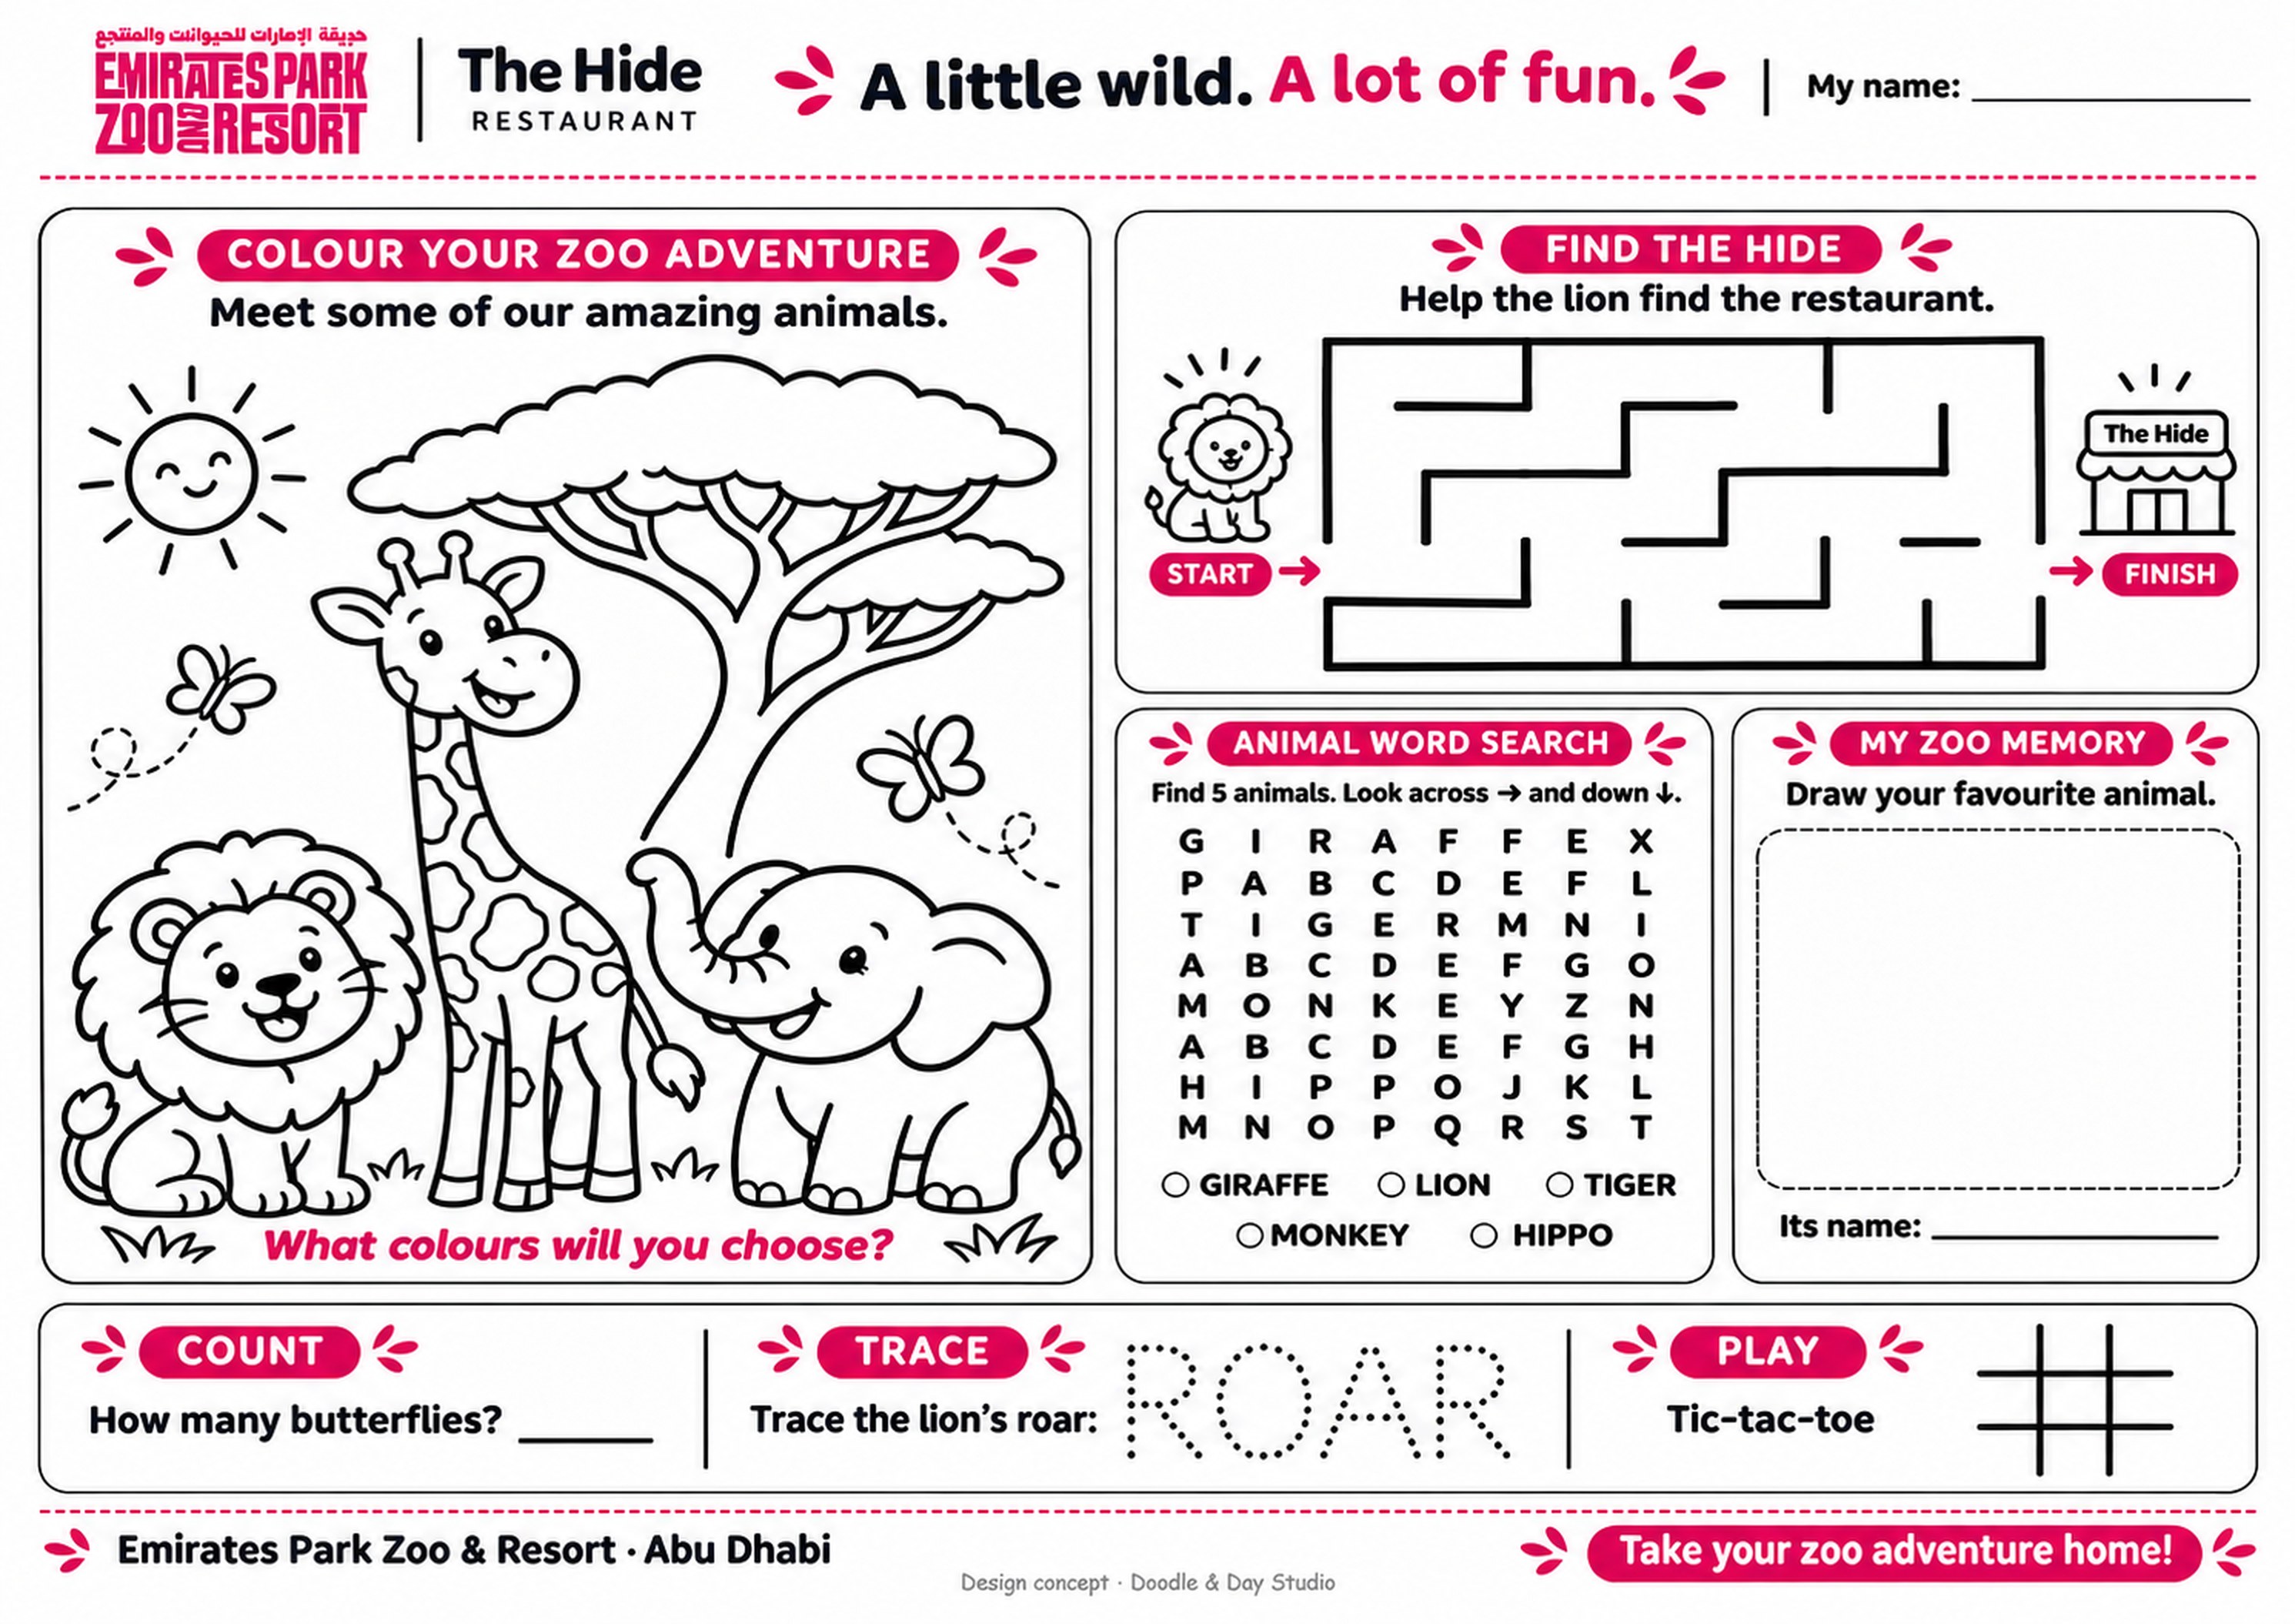 حديقة الإمارات للحيوانات والمنتجع
EMIRATES PARK
ZOO AND RESORT
The Hide
RESTAURANT
A little wild. A lot of fun.
My name:
COLOUR YOUR ZOO ADVENTURE
Meet some of our amazing animals.
What colours will you choose?
FIND THE HIDE
Help the lion find the restaurant.
The Hide
START →
→ FINISH
ANIMAL WORD SEARCH
Find 5 animals. Look across → and down ↓.
G I R A F F E X
P A B C D E F L
T I G E R M N I
A B C D E F G O
M O N K E Y Z N
A B C D E F G H
H I P P O J K L
M N O P Q R S T
GIRAFFE LION TIGER
MONKEY HIPPO
MY ZOO MEMORY
Draw your favourite animal.
Its name:
COUNT
How many butterflies?
TRACE
Trace the lion's roar: ROAR
PLAY
Tic-tac-toe
Emirates Park Zoo & Resort · Abu Dhabi
Design concept · Doodle & Day Studio
Take your zoo adventure home!